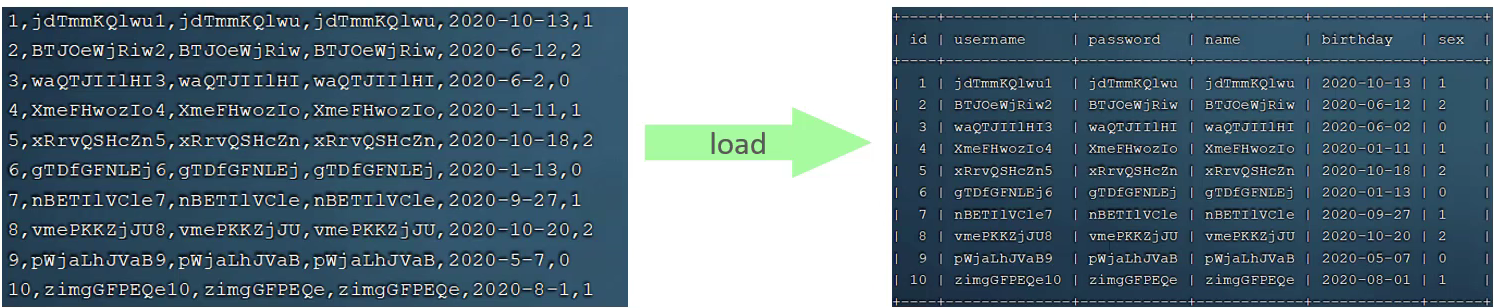 1,jdTmmKQlwu1,jdTmmKQlwu,jdTmmKQlwu,2020-10-13,1
2,BTJOeWjRiw2,BTJOeWjRiw,BTJOeWjRiw,2020-6-12,2
3,waQTJIIlHI3,waQTJIIlHI,waQTJIIlHI,2020-6-2,0
4,XmeFHwozIo4,XmeFHwozIo,XmeFHwozIo,2020-1-11,1
5,xRrvQSHcZn5,xRrvQSHcZn,xRrvQSHcZn,2020-10-18,2
6,gTDfGFNLEj6,gTDfGFNLEj,gTDfGFNLEj,2020-1-13,0
7,nBETIlVCle7,nBETIlVCle,nBETIlVCle,2020-9-27,1
8,vmePKKZjJU8,vmePKKZjJU,vmePKKZjJU,2020-10-20,2
9,pWjaLhJVaB9,pWjaLhJVaB,pWjaLhJVaB,2020-5-7,0
10,zimgGFPEQe10,zimgGFPEQe,zimgGFPEQe,2020-8-1,1
load
+----+--------------+------------+------------+------------+------+
| id | username | password | name | birthday | sex |
+----+--------------+------------+------------+------------+------+
| 1 | jdTmmKQlwu1 | jdTmmKQlwu | jdTmmKQlwu | 2020-10-13 | 1 |
| 2 | BTJOeWjRiw2 | BTJOeWjRiw | BTJOeWjRiw | 2020-06-12 | 2 |
| 3 | waQTJIIlHI3 | waQTJIIlHI | waQTJIIlHI | 2020-06-02 | 0 |
| 4 | XmeFHwozIo4 | XmeFHwozIo | XmeFHwozIo | 2020-01-11 | 1 |
| 5 | xRrvQSHcZn5 | xRrvQSHcZn | xRrvQSHcZn | 2020-10-18 | 2 |
| 6 | gTDfGFNLEj6 | gTDfGFNLEj | gTDfGFNLEj | 2020-01-13 | 0 |
| 7 | nBETIlVCle7 | nBETIlVCle | nBETIlVCle | 2020-09-27 | 1 |
| 8 | vmePKKZjJU8 | vmePKKZjJU | vmePKKZjJU | 2020-10-20 | 2 |
| 9 | pWjaLhJVaB9 | pWjaLhJVaB | pWjaLhJVaB | 2020-05-07 | 0 |
| 10 | zimgGFPEQe10 | zimgGFPEQe | zimgGFPEQe | 2020-08-01 | 1 |
+----+--------------+------------+------------+------------+------+